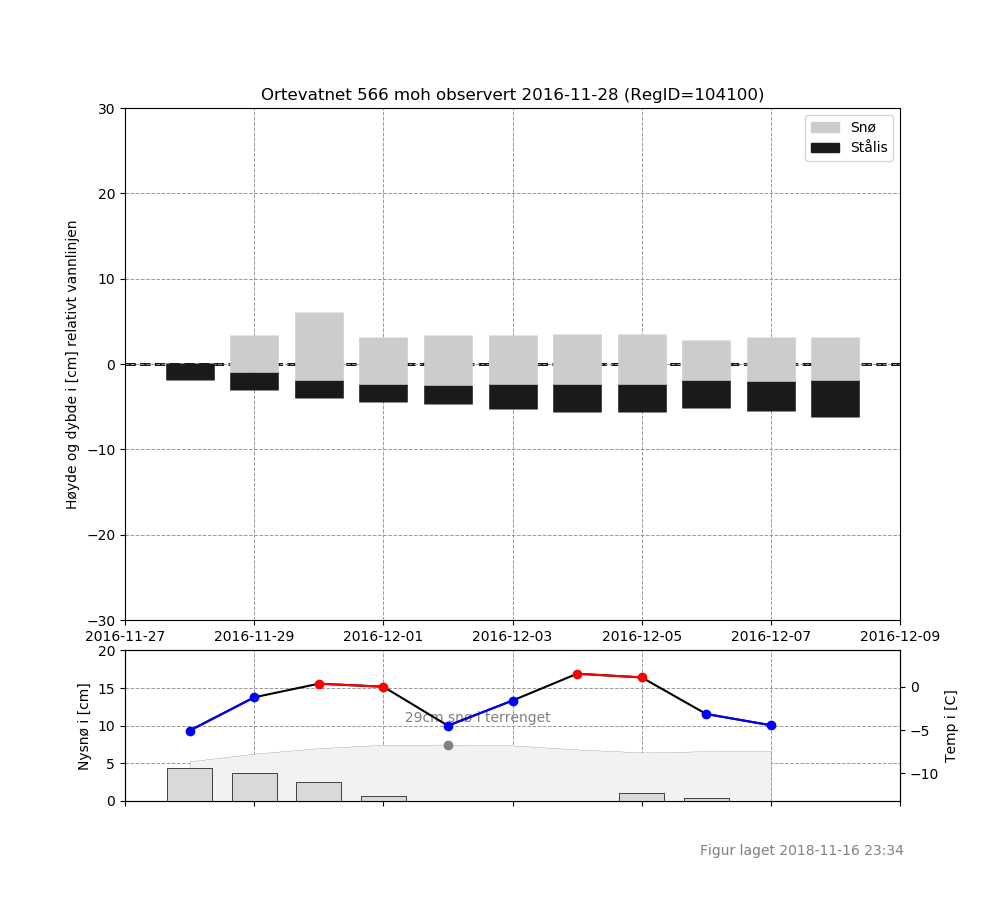 Ortevatnet 566 moh observert 2016-11-28 (RegID=104100)
Snø
Stålis
Høyde og dybde i [cm] relativt vannlinjen
30
20
10
0
−10
−20
−30
2016-11-27 2016-11-29 2016-12-01 2016-12-03 2016-12-05 2016-12-07 2016-12-09
Nysnø i [cm]
20
15
10
5
0
29cm snø i terrenget
0
−5
−10
Temp i [C]
Figur laget 2018-11-16 23:34